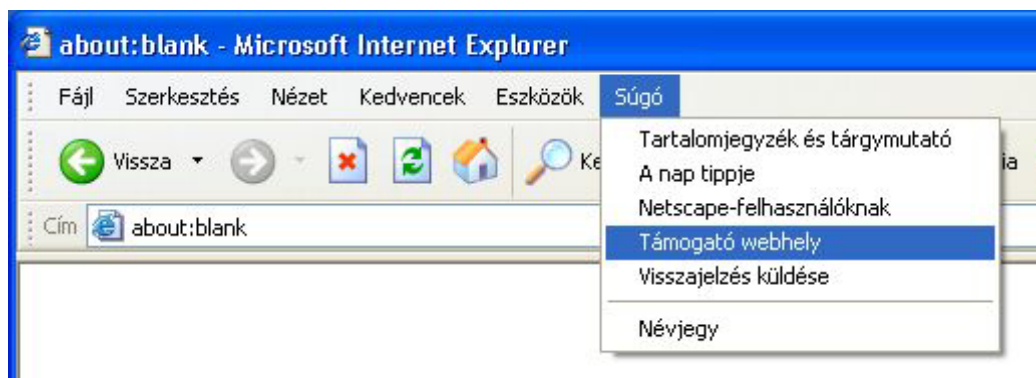 about:blank - Microsoft Internet Explorer
Fájl Szerkesztés Nézet Kedvencek Eszközök Súgó
Vissza
Cím about:blank
Tartalomjegyzék és tárgymutató
A nap tippje
Netscape-felhasználóknak
Támogató webhely
Visszajelzés küldése
Névjegy